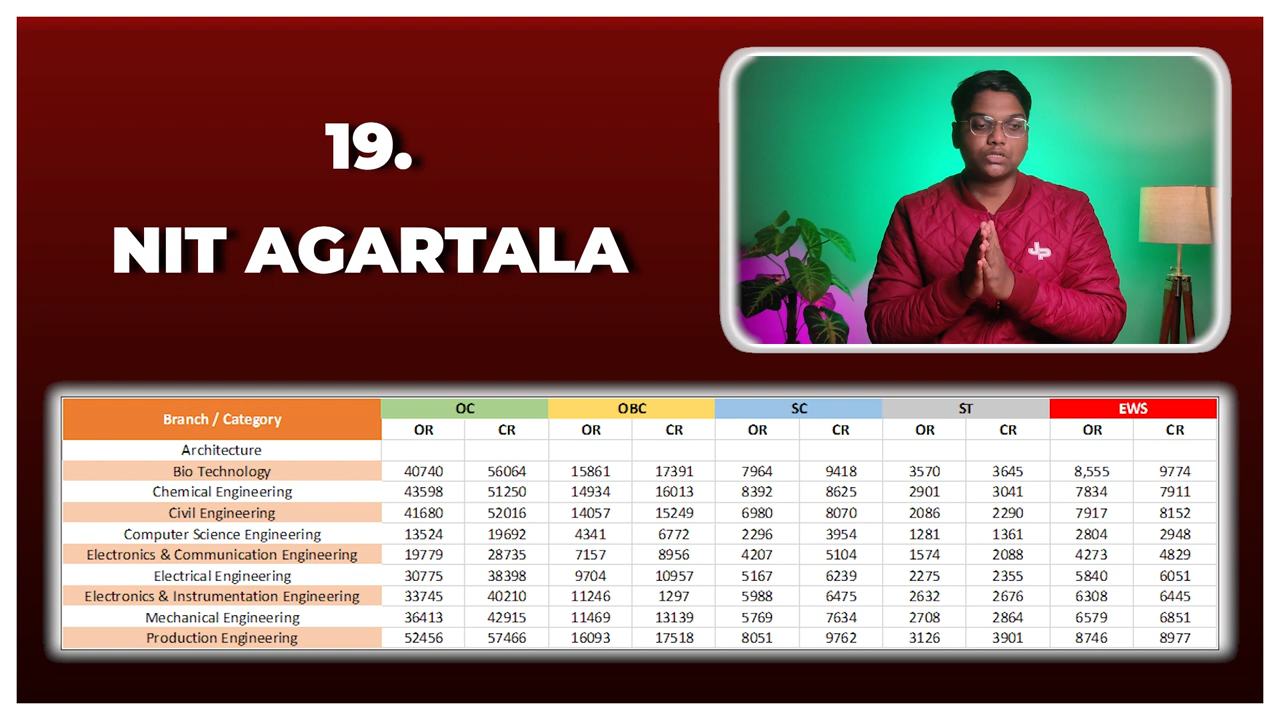 19.
NIT AGARTALA
JP
Branch / Category OC OBC SC ST EWS
OR CR OR CR OR CR OR CR OR CR
Architecture
Bio Technology 40740 56064 15861 17391 7964 9418 3570 3645 8,555 9774
Chemical Engineering 43598 51250 14934 16013 8392 8625 2901 3041 7834 7911
Civil Engineering 41680 52016 14057 15249 6980 8070 2086 2290 7917 8152
Computer Science Engineering 13524 19692 4341 6772 2296 3954 1281 1361 2804 2948
Electronics & Communication Engineering 19779 28735 7157 8956 4207 5104 1574 2088 4273 4829
Electrical Engineering 30775 38398 9704 10957 5167 6239 2275 2355 5840 6051
Electronics & Instrumentation Engineering 33745 40210 11246 1297 5988 6475 2632 2676 6308 6445
Mechanical Engineering 36413 42915 11469 13139 5769 7634 2708 2864 6579 6851
Production Engineering 52456 57466 16093 17518 8051 9762 3126 3901 8746 8977